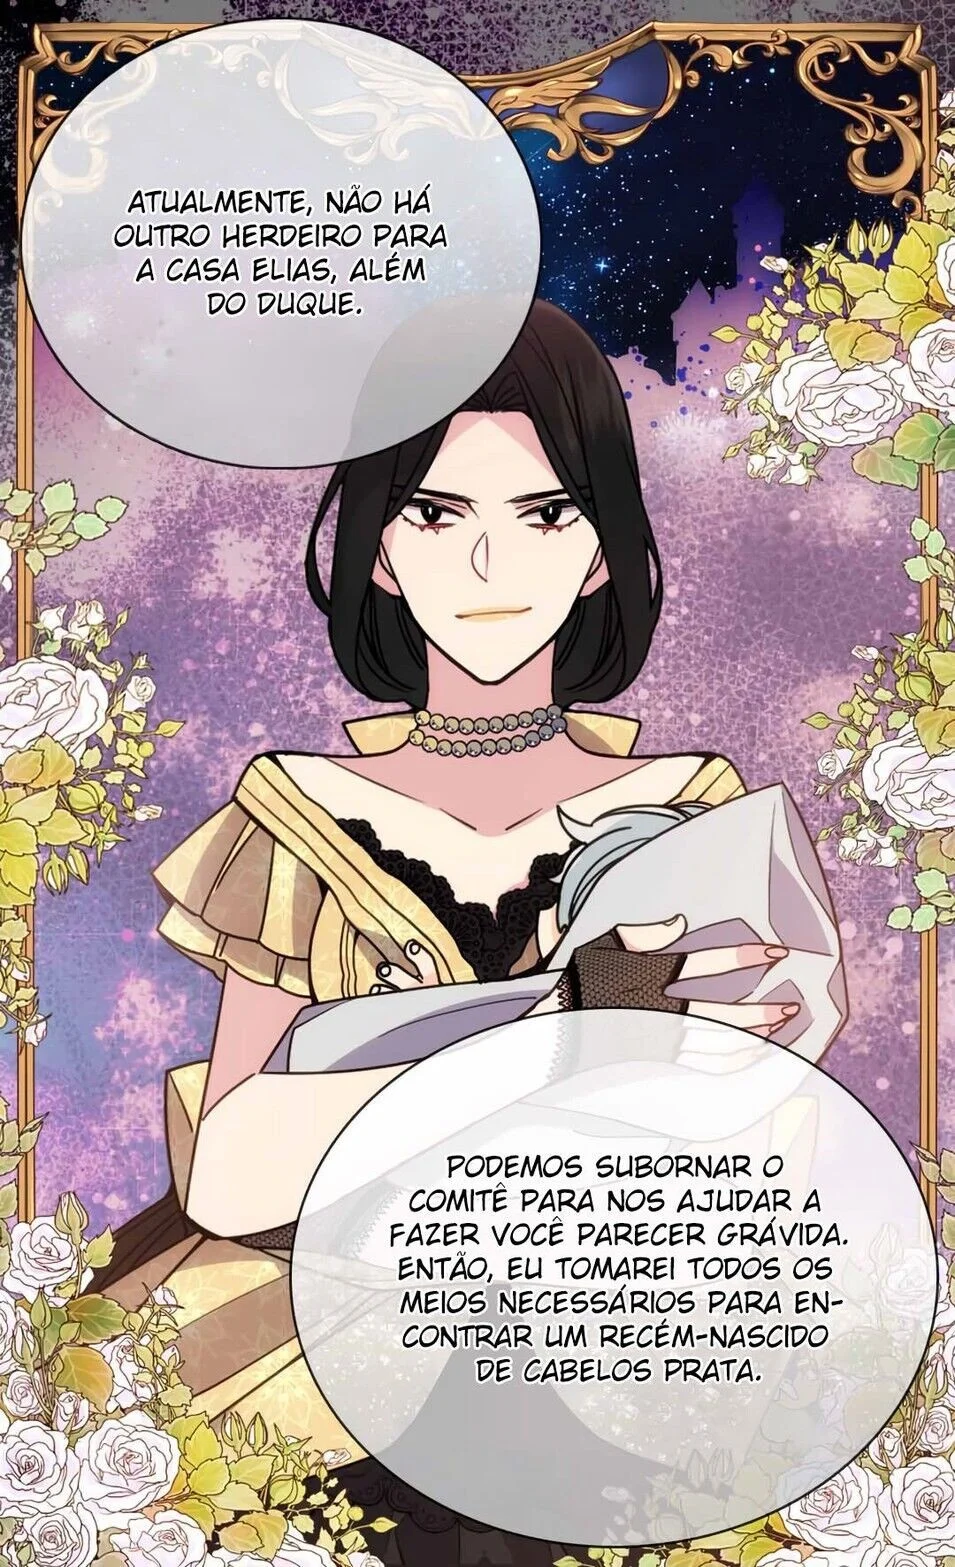 ATUALMENTE, NÃO HÁ
OUTRO HERDEIRO PARA
A CASA ELIAS, ALÉM
DO DUQUE.
PODEMOS SUBORNAR O
COMITÊ PARA NOS AJUDAR A
FAZER VOCÊ PARECER GRÁVIDA.
ENTÃO, EU TOMAREI TODOS OS
MEIOS NECESSÁRIOS PARA EN-
CONTRAR UM RECÉM-NASCIDO
DE CABELOS PRATA.